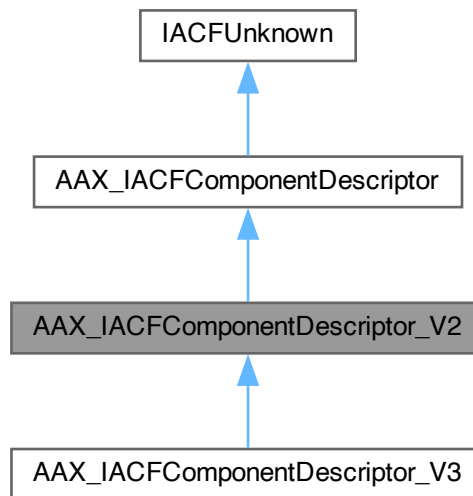 IACFUnknown
AAX_IACFComponentDescriptor
AAX_IACFComponentDescriptor_V2
AAX_IACFComponentDescriptor_V3